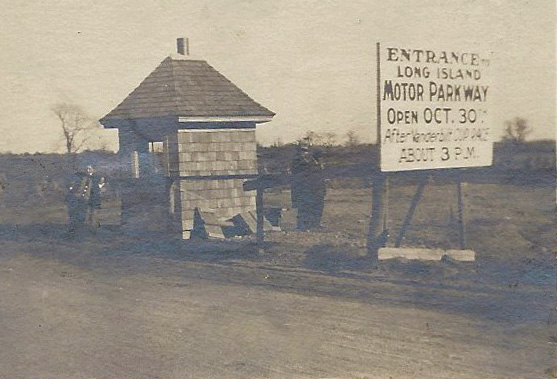 ENTRANCE TO
LONG ISLAND
MOTOR PARKWAY
OPEN OCT. 30TH
After Vanderbilt CUP RACE
ABOUT 3 P.M.